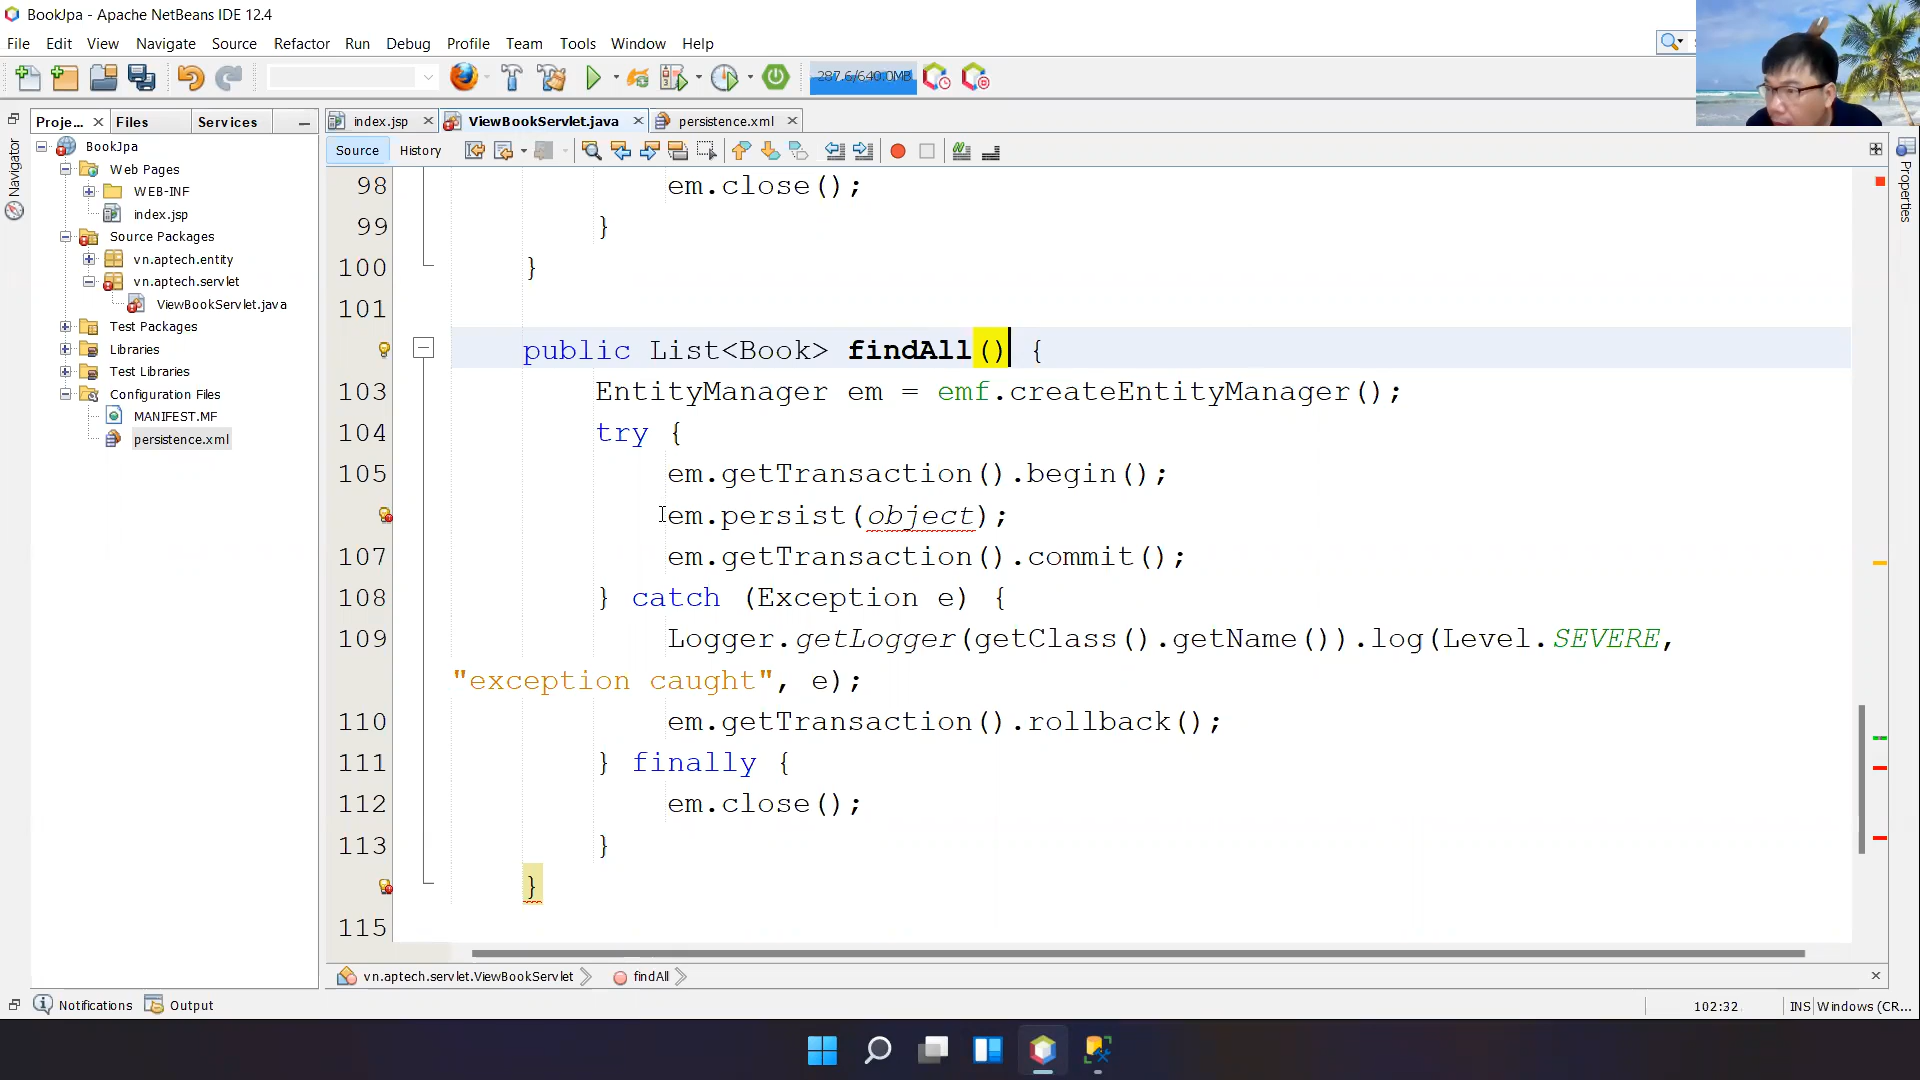 BookJpa - Apache NetBeans IDE 12.4
File Edit View Navigate Source Refactor Run Debug Profile Team Tools Window Help
287.6/640.0MB
Proje... Files Services
index.jsp ViewBookServlet.java persistence.xml
Source History
Navigator
Properties
BookJpa
Web Pages
WEB-INF
index.jsp
Source Packages
vn.aptech.entity
vn.aptech.servlet
ViewBookServlet.java
Test Packages
Libraries
Test Libraries
Configuration Files
MANIFEST.MF
persistence.xml
98 em.close();
99 }
100 }
101
public List<Book> findAll() {
103 EntityManager em = emf.createEntityManager();
104 try {
105 em.getTransaction().begin();
em.persist(object);
107 em.getTransaction().commit();
108 } catch (Exception e) {
109 Logger.getLogger(getClass().getName()).log(Level.SEVERE,
"exception caught", e);
110 em.getTransaction().rollback();
111 } finally {
112 em.close();
113 }
}
115
vn.aptech.servlet.ViewBookServlet findAll
Notifications Output
102:32 INS Windows (CR...